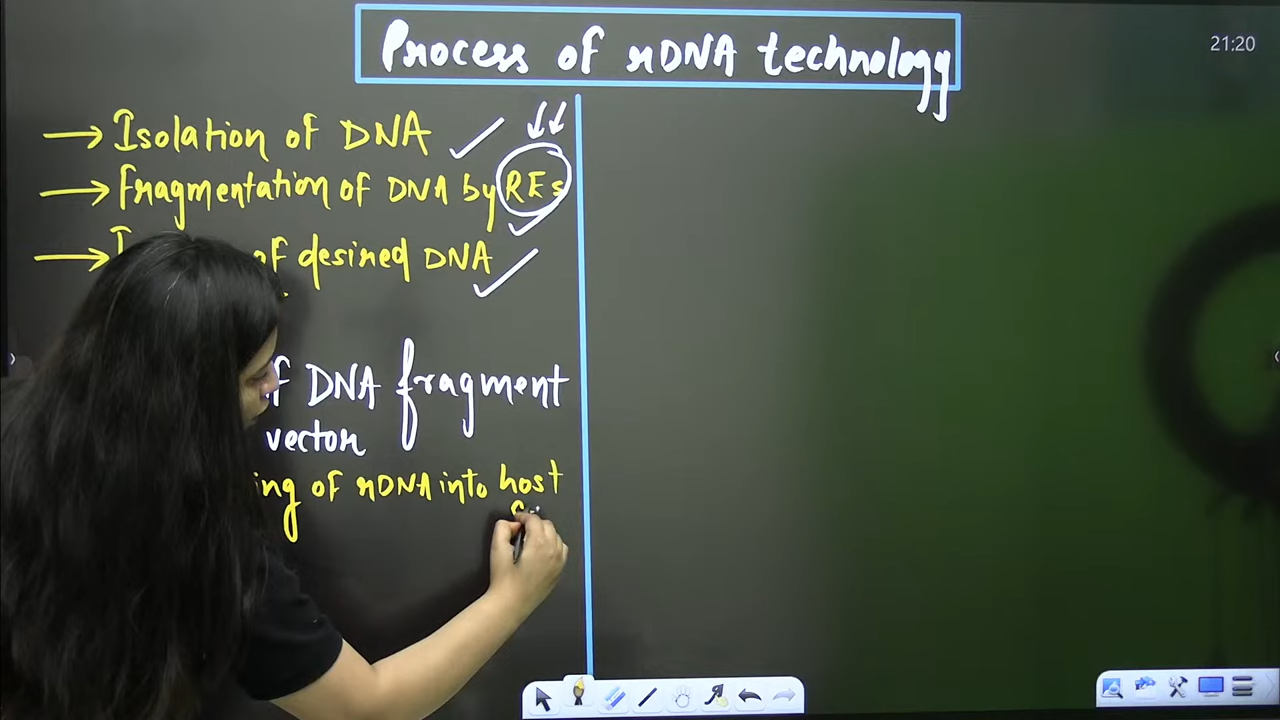 Process of rDNA technology
21:20
→ Isolation of DNA ✓
→ Fragmentation of DNA by REs ✓
→ of desired DNA ✓
DNA fragment
vector
of rDNA into host